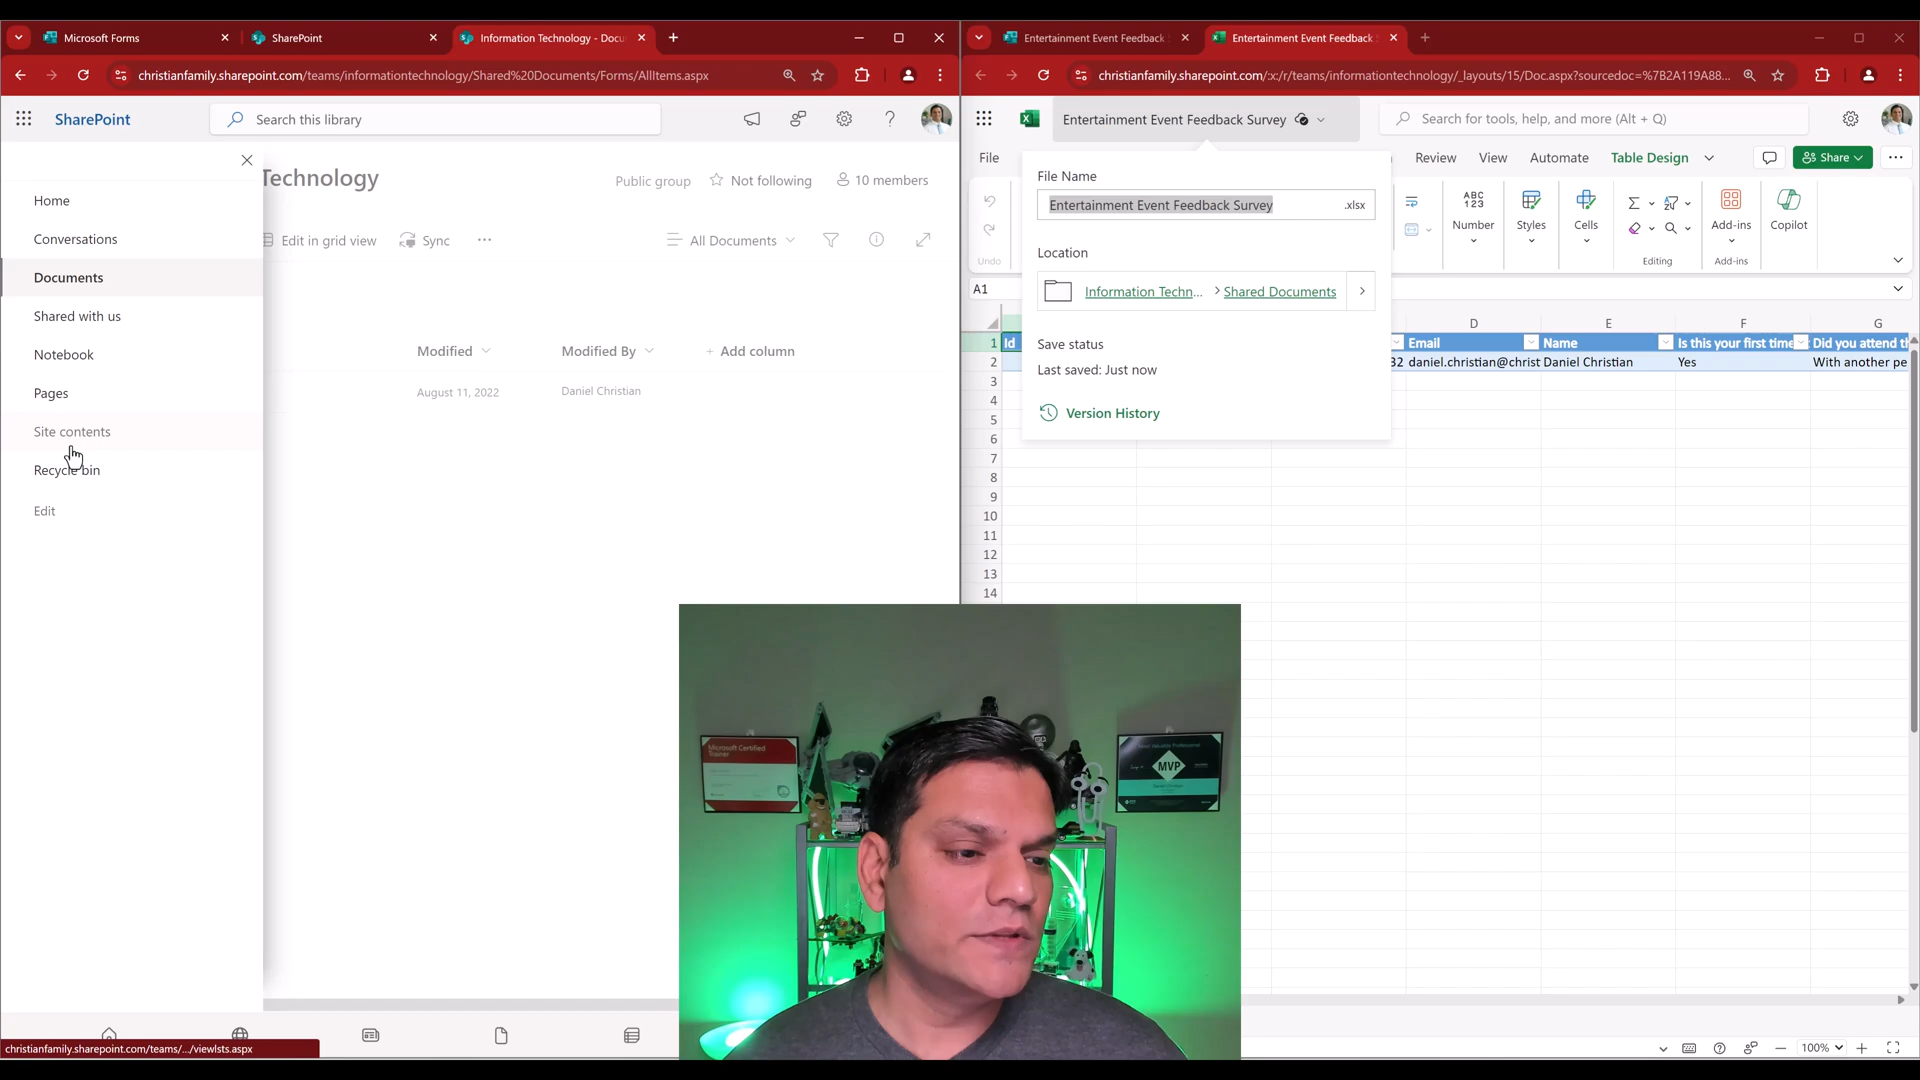 Microsoft Forms
SharePoint
Information Technology - Docu
christianfamily.sharepoint.com/teams/informationtechnology/Shared%20Documents/Forms/AllItems.aspx
SharePoint
Search this library
Technology
Public group
Not following
10 members
Edit in grid view
Sync
All Documents
Home
Conversations
Documents
Shared with us
Notebook
Pages
Site contents
Recycle bin
Edit
Modified
Modified By
Add column
August 11, 2022
Daniel Christian
christianfamily.sharepoint.com/teams/.../viewlsts.aspx
Entertainment Event Feedback
Entertainment Event Feedback
christianfamily.sharepoint.com/:x:/r/teams/informationtechnology/_layouts/15/Doc.aspx?sourcedoc=%7B2A119A88...
Entertainment Event Feedback Survey
Search for tools, help, and more (Alt + Q)
File
Review
View
Automate
Table Design
Share
File Name
Entertainment Event Feedback Survey
.xlsx
Location
Information Techn...
Shared Documents
Save status
Last saved: Just now
Version History
Undo
ABC
123
Number
Styles
Cells
Editing
Add-ins
Add-ins
Copilot
A1
D E F G
1 Id Email Name Is this your first time Did you attend th
2 32 daniel.christian@christ Daniel Christian Yes With another pe
3
4
5
6
7
8
9
10
11
12
13
14
Microsoft Certified
Trainer
MVP
100%